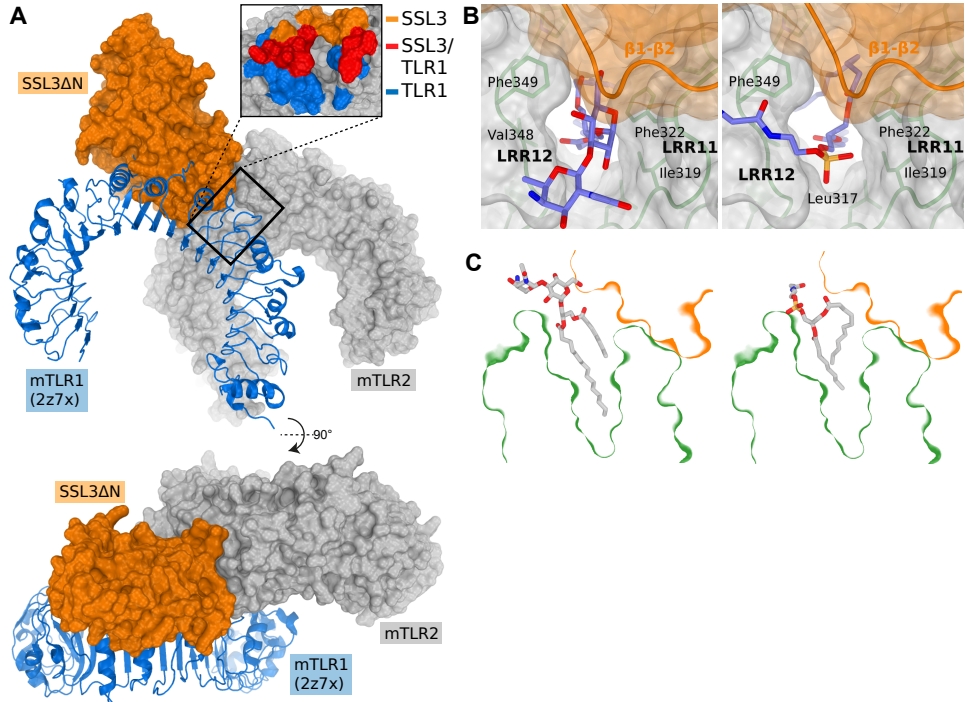 A
SSL3ΔN
SSL3
SSL3/
TLR1
TLR1
mTLR1
(2z7x)
mTLR2
90°
SSL3ΔN
mTLR2
mTLR1
(2z7x)
B
β1-β2
Phe349
Val348
LRR12
Phe322
LRR11
Ile319
β1-β2
Phe349
Phe322
LRR11
LRR12
Ile319
Leu317
C